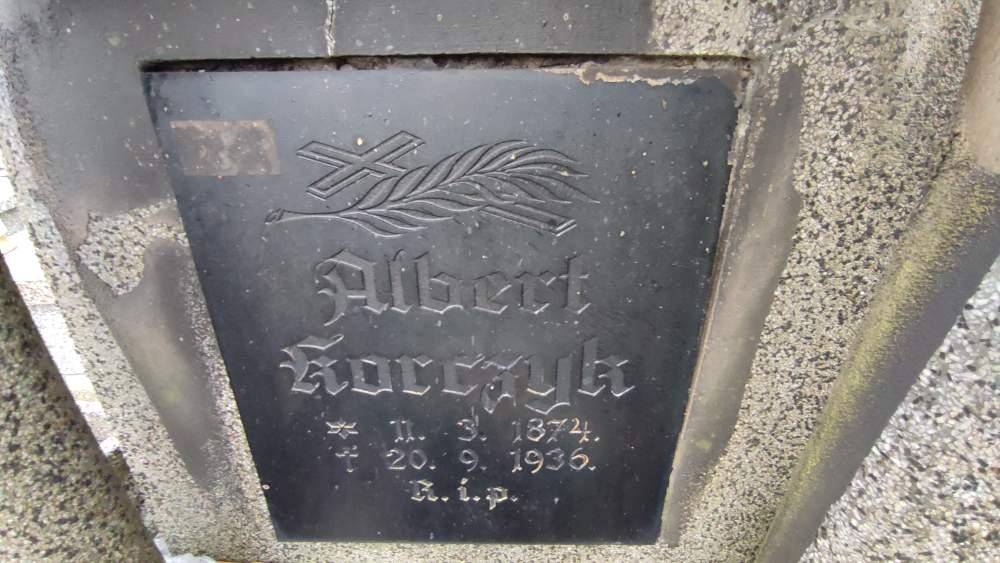 Albert
Korczyk
* 11. 3. 1874.
† 20. 9. 1936.
R. i. p.